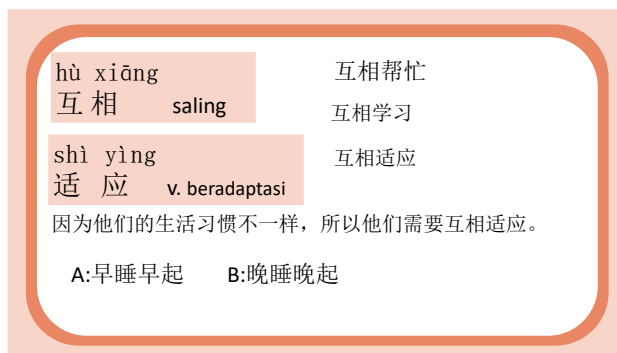 hù xiāng
互相 saling
互相帮忙
互相学习
shì yìng
适 应 v. beradaptasi
互相适应
因为他们的生活习惯不一样，所以他们需要互相适应。
A:早睡早起 B:晚睡晚起